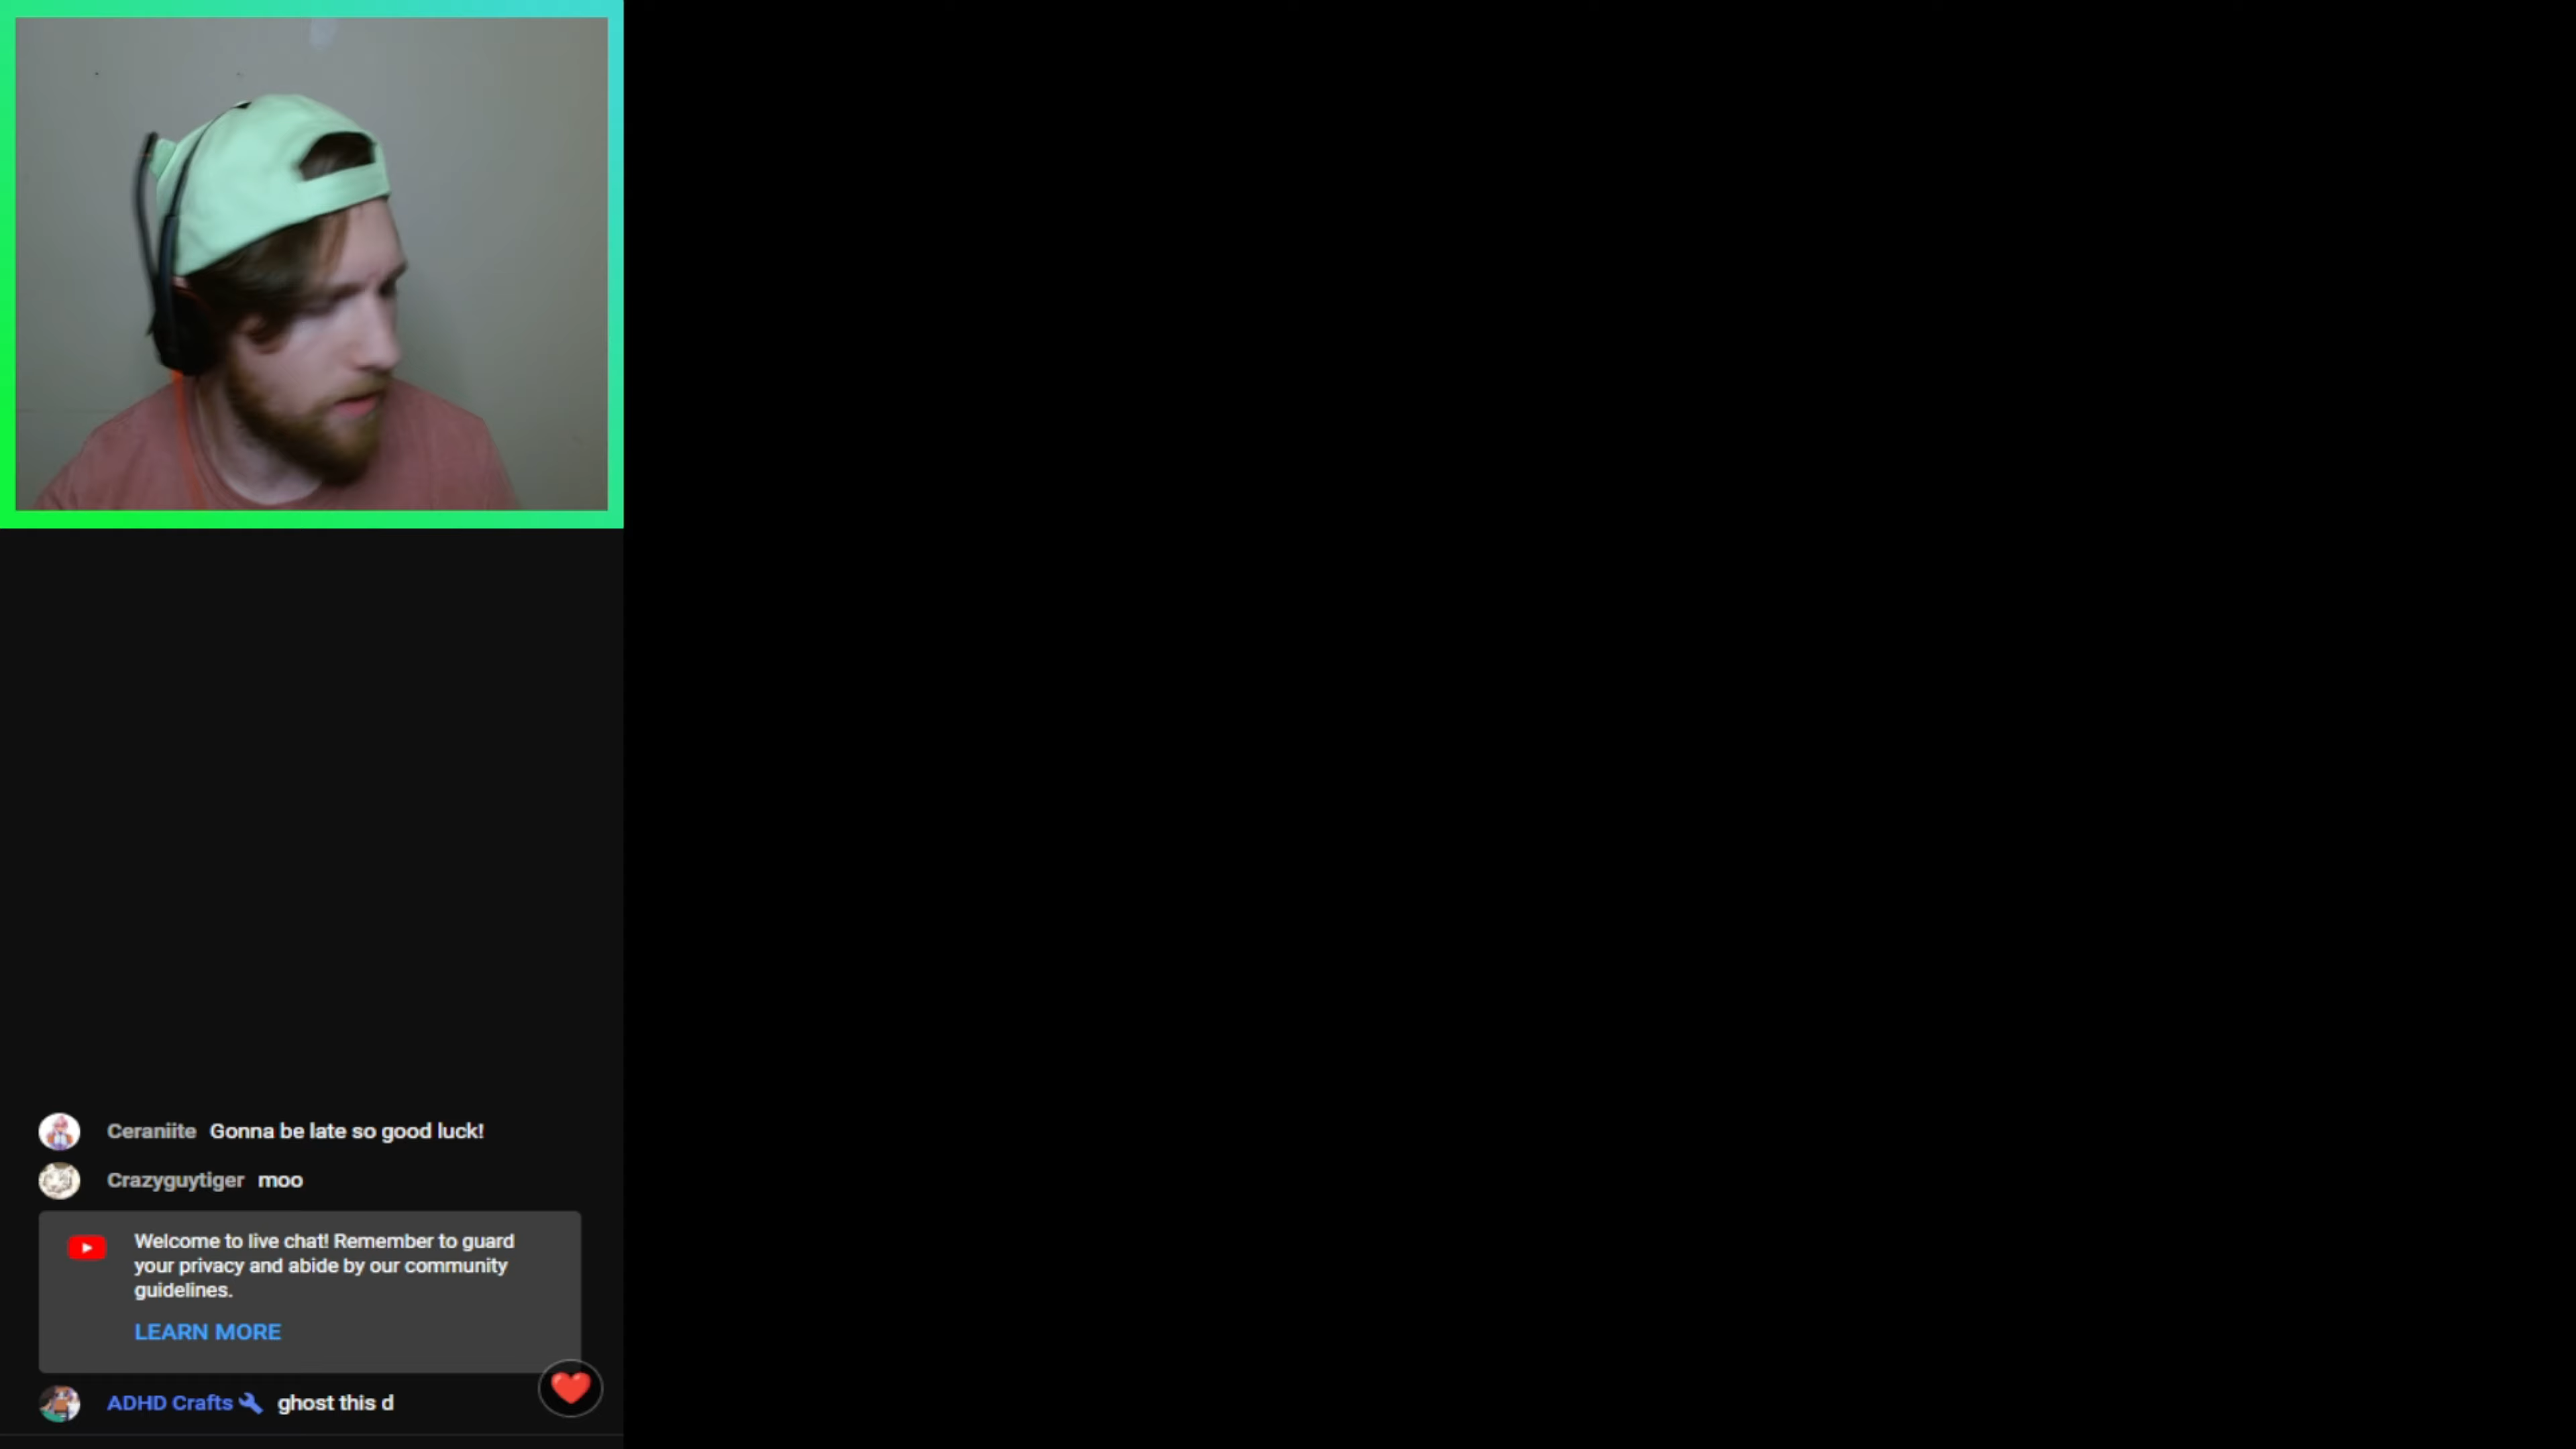 Ceraniite Gonna be late so good luck!
Crazyguytiger moo
Welcome to live chat! Remember to guard
your privacy and abide by our community
guidelines.
LEARN MORE
ADHD Crafts ghost this d